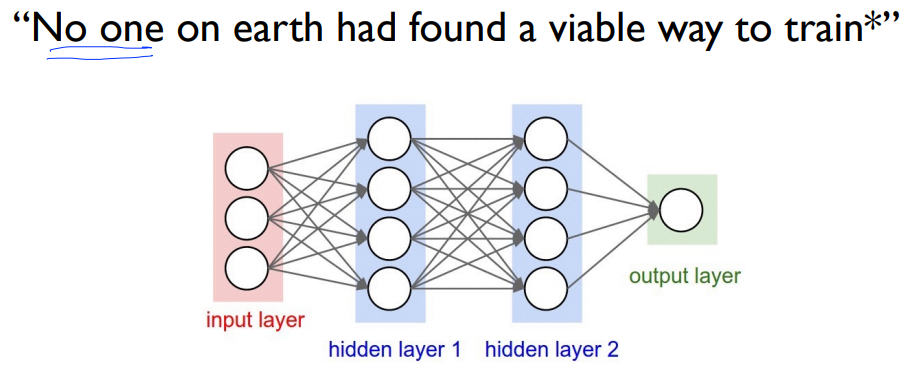 “No one on earth had found a viable way to train*”
input layer
hidden layer 1
hidden layer 2
output layer